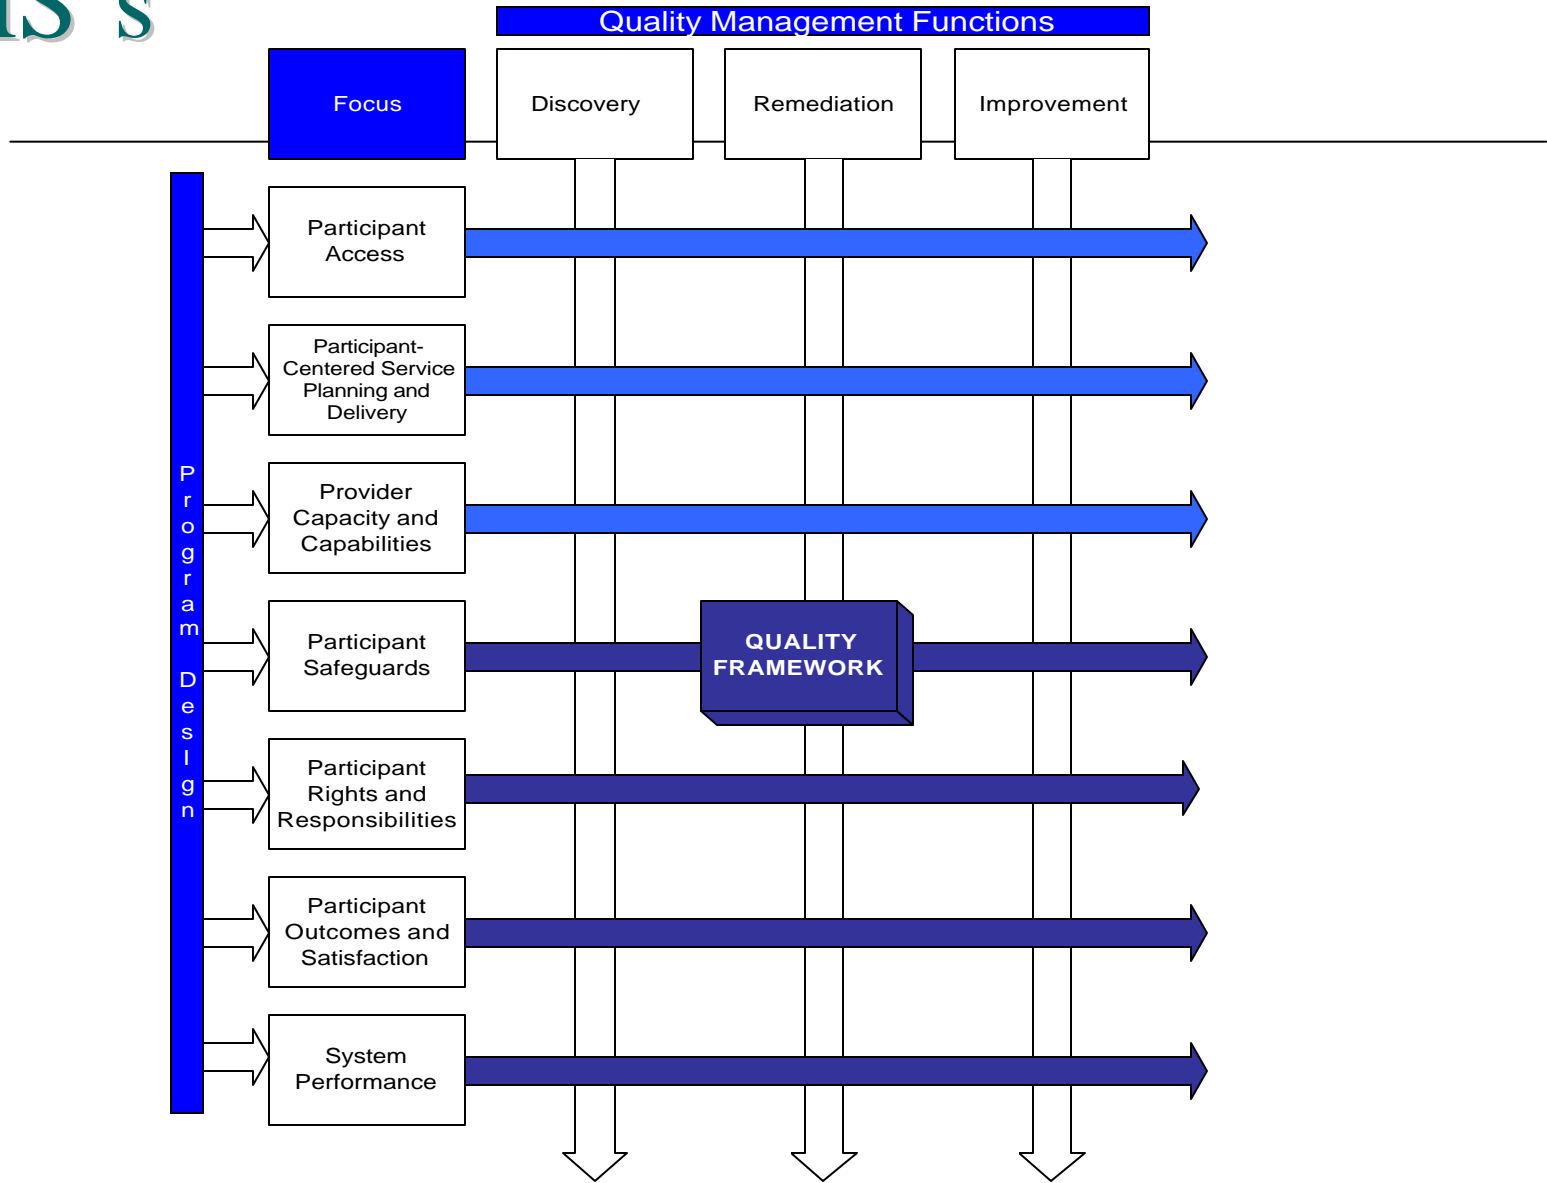 Quality Management Functions
Focus
Discovery
Remediation
Improvement
Program DesIgn
Participant
Access
Participant-
Centered Service
Planning and
Delivery
Provider
Capacity and
Capabilities
Participant
Safeguards
QUALITY
FRAMEWORK
Participant
Rights and
Responsibilities
Participant
Outcomes and
Satisfaction
System
Performance